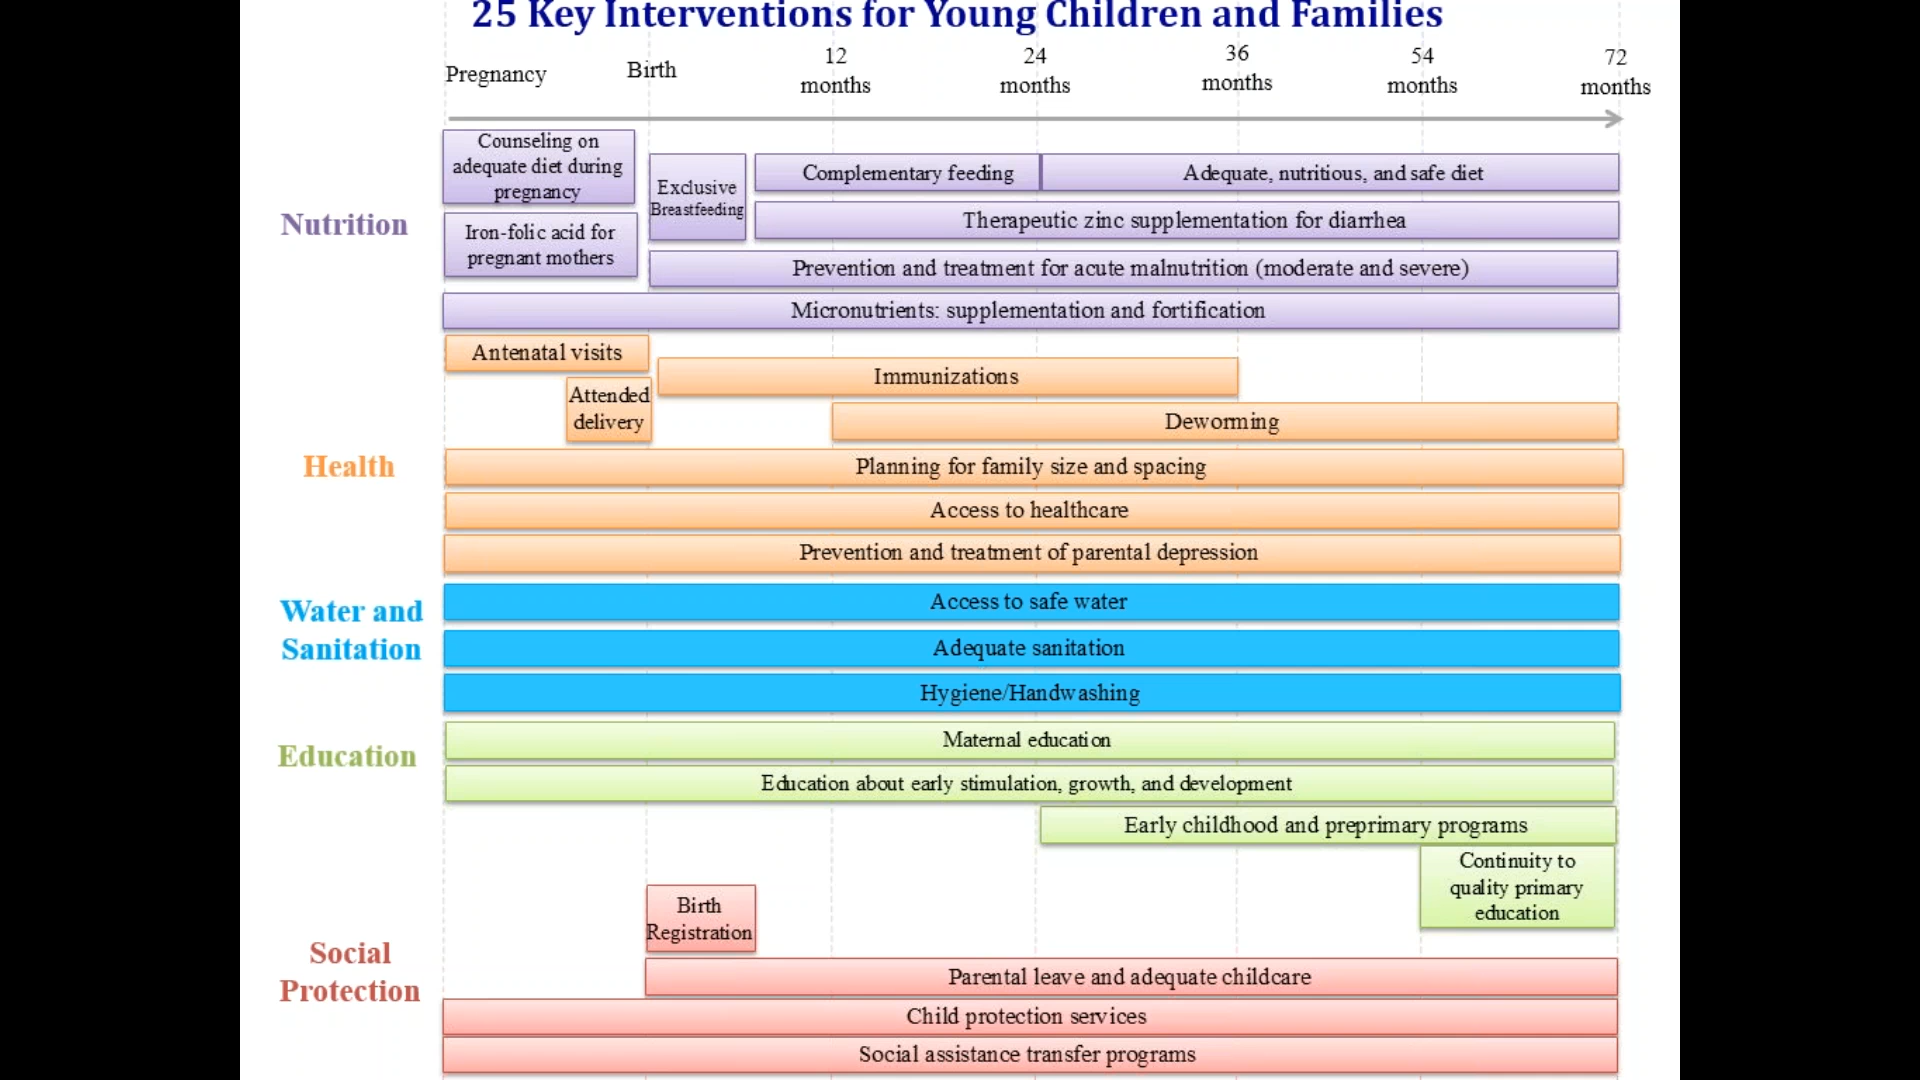 25 Key Interventions for Young Children and Families
Pregnancy
Birth
12
months
24
months
36
months
54
months
72
months
Nutrition
Counseling on
adequate diet during
pregnancy
Iron-folic acid for
pregnant mothers
Exclusive
Breastfeeding
Complementary feeding
Adequate, nutritious, and safe diet
Therapeutic zinc supplementation for diarrhea
Prevention and treatment for acute malnutrition (moderate and severe)
Micronutrients: supplementation and fortification
Health
Antenatal visits
Attended
delivery
Immunizations
Deworming
Planning for family size and spacing
Access to healthcare
Prevention and treatment of parental depression
Water and
Sanitation
Access to safe water
Adequate sanitation
Hygiene/Handwashing
Education
Maternal education
Education about early stimulation, growth, and development
Early childhood and preprimary programs
Continuity to
quality primary
education
Social
Protection
Birth
Registration
Parental leave and adequate childcare
Child protection services
Social assistance transfer programs